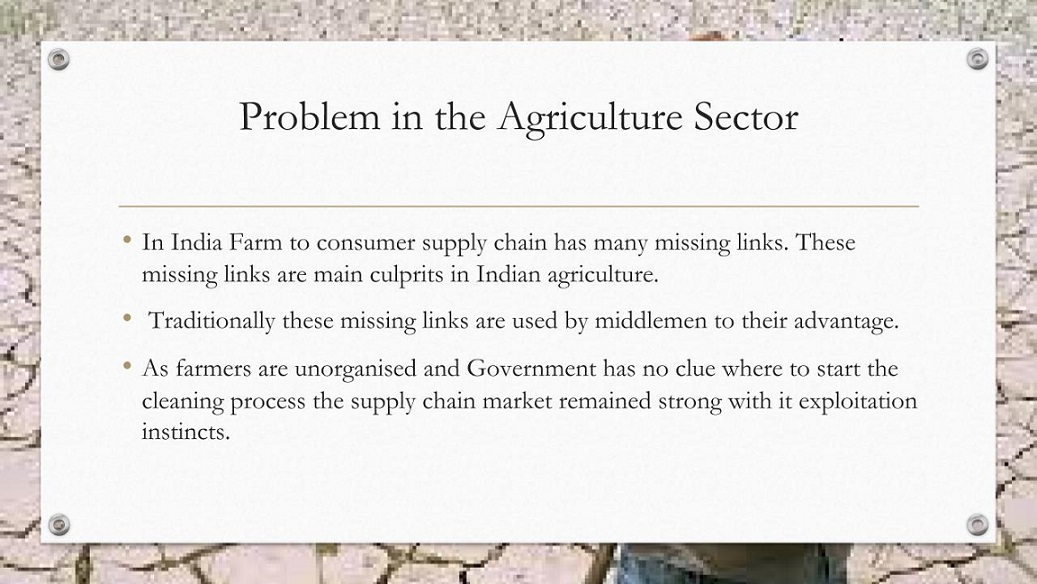 Problem in the Agriculture Sector
• In India Farm to consumer supply chain has many missing links. These
missing links are main culprits in Indian agriculture.
• Traditionally these missing links are used by middlemen to their advantage.
• As farmers are unorganised and Government has no clue where to start the
cleaning process the supply chain market remained strong with it exploitation
instincts.